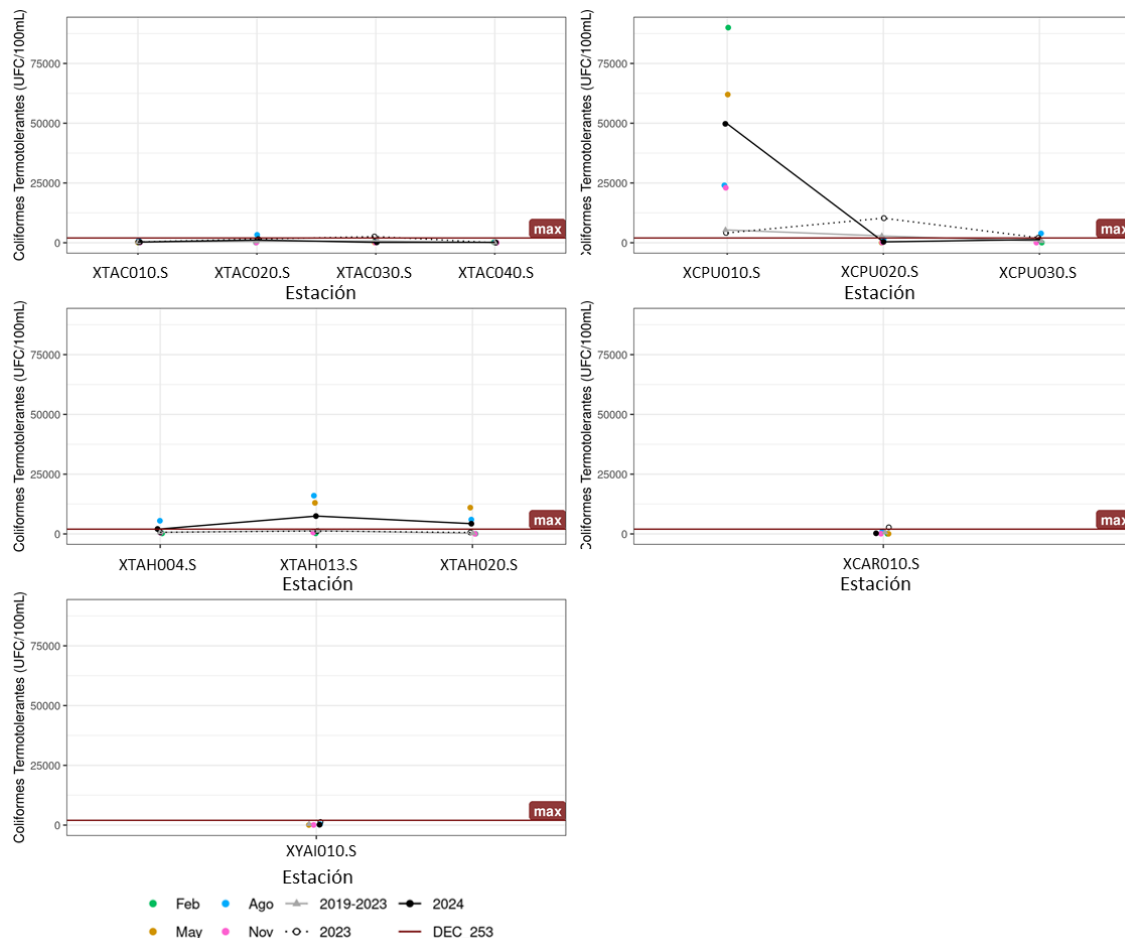 Coliformes Termotolerantes (UFC/100mL)
75000
50000
25000
0
max
XTAC010.S XTAC020.S XTAC030.S XTAC040.S
Estación
Coliformes Termotolerantes (UFC/100mL)
75000
50000
25000
0
max
XCPU010.S XCPU020.S XCPU030.S
Estación
Coliformes Termotolerantes (UFC/100mL)
75000
50000
25000
0
max
XTAH004.S XTAH013.S XTAH020.S
Estación
Coliformes Termotolerantes (UFC/100mL)
75000
50000
25000
0
max
XCAR010.S
Estación
Coliformes Termotolerantes (UFC/100mL)
75000
50000
25000
0
max
XYAI010.S
Estación
Feb Ago 2019-2023 2024
May Nov 2023 DEC 253